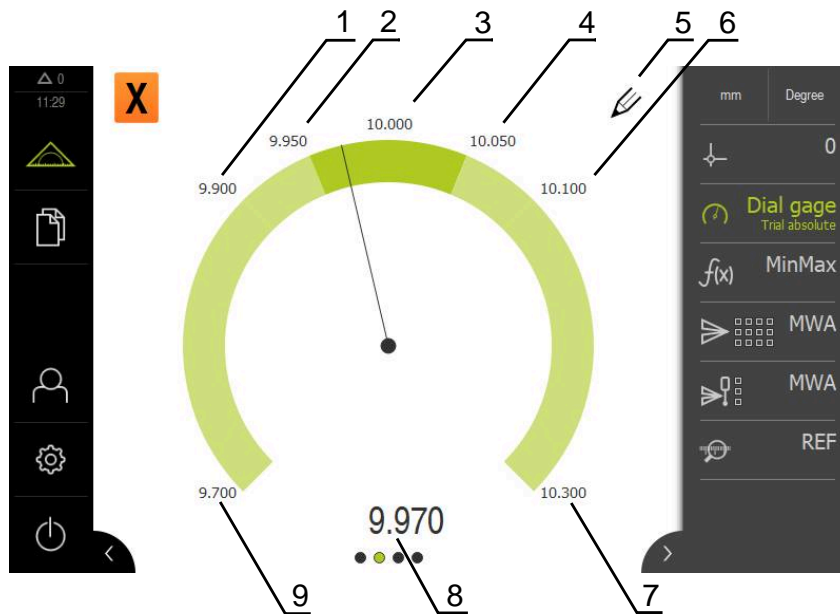 1 2 3 4 5 6
△ 0
11:29
X
mm Degree
0
9.950 10.000 10.050
9.900 10.100
Dial gage
Trial absolute
f(x) MinMax
MWA
MWA
REF
9.700 10.300
9.970
9 8 7